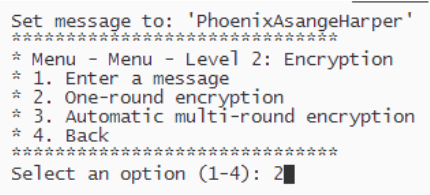 Set message to: 'PhoenixAsangeHarper'
******************************
* Menu - Menu - Level 2: Encryption
* 1. Enter a message
* 2. One-round encryption
* 3. Automatic multi-round encryption
* 4. Back
******************************
Select an option (1-4): 2